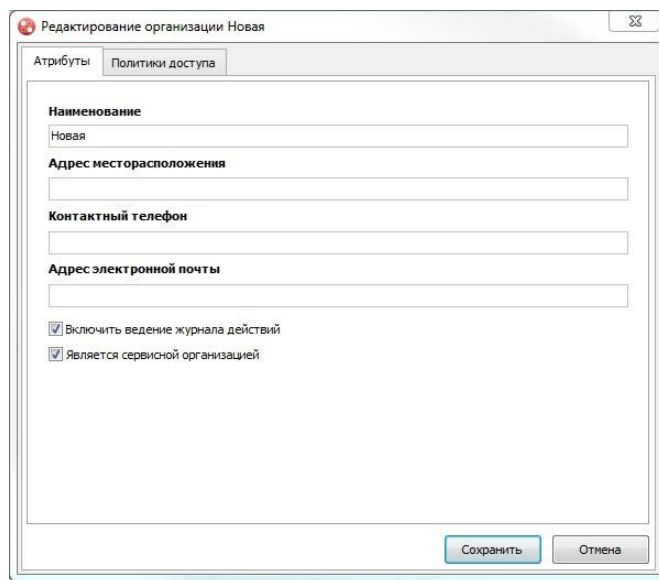 Редактирование организации Новая
Атрибуты Политики доступа
Наименование
Новая
Адрес месторасположения
Контактный телефон
Адрес электронной почты
Включить ведение журнала действий
Является сервисной организацией
Сохранить Отмена